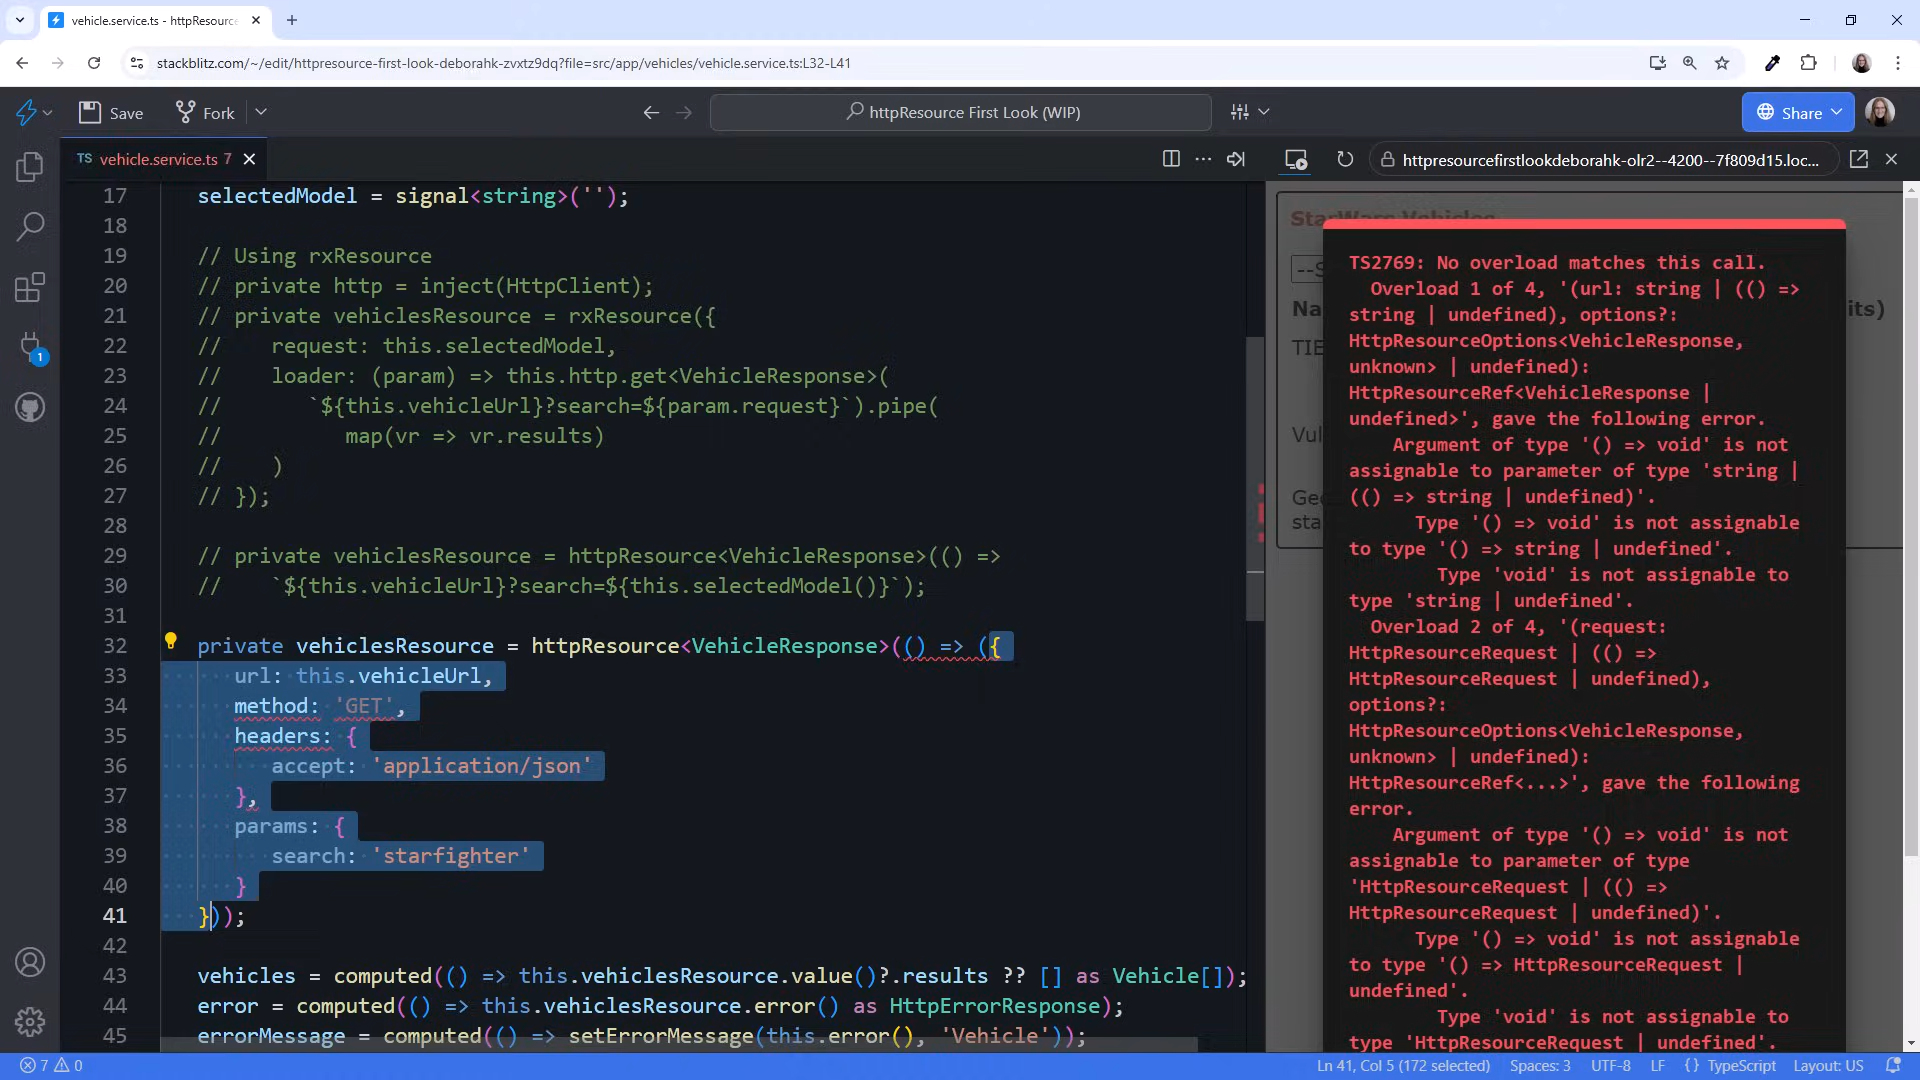 vehicle.service.ts - httpResource
stackblitz.com/~/edit/httpresource-first-look-deborahk-zvxtz9dq?file=src/app/vehicles/vehicle.service.ts:L32-L41
Save
Fork
httpResource First Look (WIP)
Share
TS vehicle.service.ts 7
httpresourcefirstlookdeborahk-olr2--4200--7f809d15.loc...
1
17 selectedModel = signal<string>('');
18
19 // Using rxResource
20 // private http = inject(HttpClient);
21 // private vehiclesResource = rxResource({
22 //    request: this.selectedModel,
23 //    loader: (param) => this.http.get<VehicleResponse>(
24 //       `${this.vehicleUrl}?search=${param.request}`).pipe(
25 //          map(vr => vr.results)
26 //    )
27 // });
28
29 // private vehiclesResource = httpResource<VehicleResponse>(() =>
30 //    `${this.vehicleUrl}?search=${this.selectedModel()}`);
31
32 private vehiclesResource = httpResource<VehicleResponse>(() => ({
33    url: this.vehicleUrl,
34    method: 'GET',
35    headers: {
36       accept: 'application/json'
37    },
38    params: {
39       search: 'starfighter'
40    }
41 }));
42
43 vehicles = computed(() => this.vehiclesResource.value()?.results ?? [] as Vehicle[]);
44 error = computed(() => this.vehiclesResource.error() as HttpErrorResponse);
45 errorMessage = computed(() => setErrorMessage(this.error(), 'Vehicle'));
StarWars Vehicles
--S
Na
its)
TIE
Vul
Geo
sta
TS2769: No overload matches this call.
Overload 1 of 4, '(url: string | (() =>
string | undefined), options?:
HttpResourceOptions<VehicleResponse,
unknown> | undefined):
HttpResourceRef<VehicleResponse |
undefined>', gave the following error.
Argument of type '() => void' is not
assignable to parameter of type 'string |
(() => string | undefined)'.
Type '() => void' is not assignable
to type '() => string | undefined'.
Type 'void' is not assignable to
type 'string | undefined'.
Overload 2 of 4, '(request:
HttpResourceRequest | (() =>
HttpResourceRequest | undefined),
options?:
HttpResourceOptions<VehicleResponse,
unknown> | undefined):
HttpResourceRef<...>', gave the following
error.
Argument of type '() => void' is not
assignable to parameter of type
'HttpResourceRequest | (() =>
HttpResourceRequest | undefined)'.
Type '() => void' is not assignable
to type '() => HttpResourceRequest |
undefined'.
Type 'void' is not assignable to
type 'HttpResourceRequest | undefined'.
7 0
Ln 41, Col 5 (172 selected)
Spaces: 3
UTF-8
LF
{} TypeScript
Layout: US